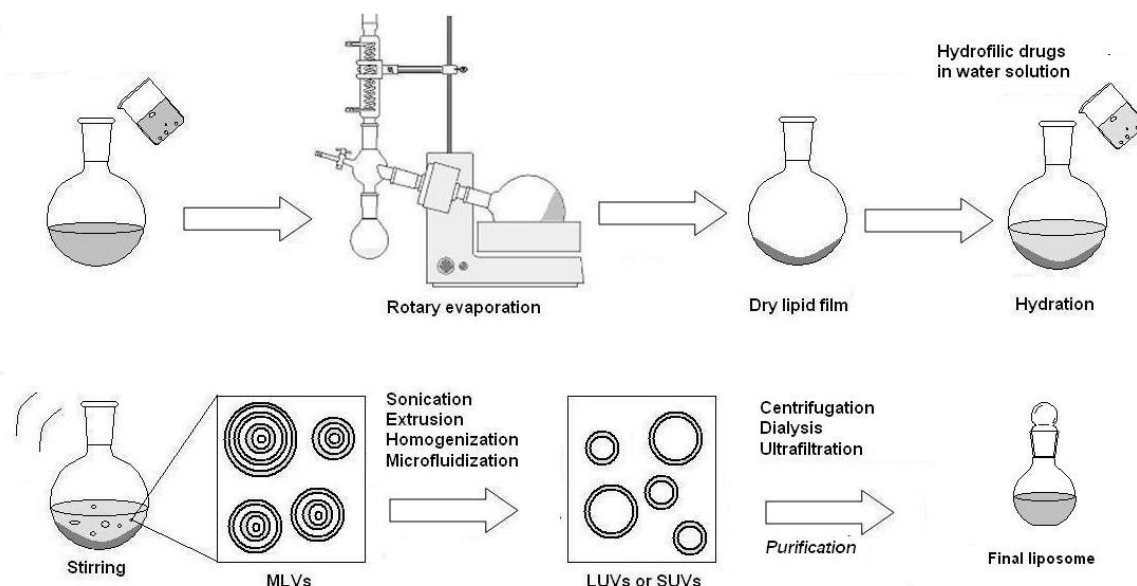 Hydrofilic drugs
in water solution
Rotary evaporation
Dry lipid film
Hydration
Sonication
Extrusion
Homogenization
Microfluidization
Centrifugation
Dialysis
Ultrafiltration
Purification
Stirring
MLVs
LUVs or SUVs
Final liposome